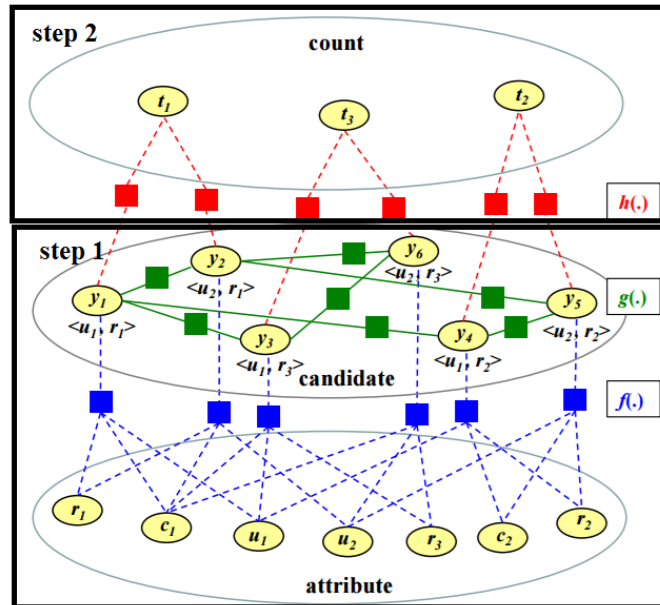 step 2
count
t1
t3
t2
h(.)
step 1
y2
y6
<u2, r1>
<u2, r3>
g(.)
y1
y5
<u1, r1>
y3
y4
<u2, r2>
<u1, r3>
<u1, r2>
candidate
f(.)
r1
c1
u1
u2
r3
c2
r2
attribute